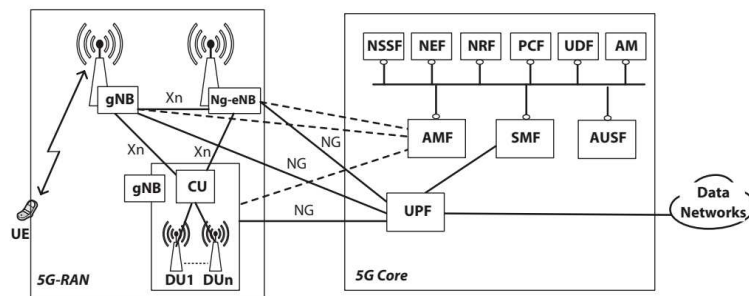 NSSF NEF NRF PCF UDF AM
gNB Xn Ng-eNB
AMF SMF AUSF
NG
Xn Xn
NG
gNB CU
UPF
NG
Data
Networks
UE
DU1 DUn
5G-RAN
5G Core